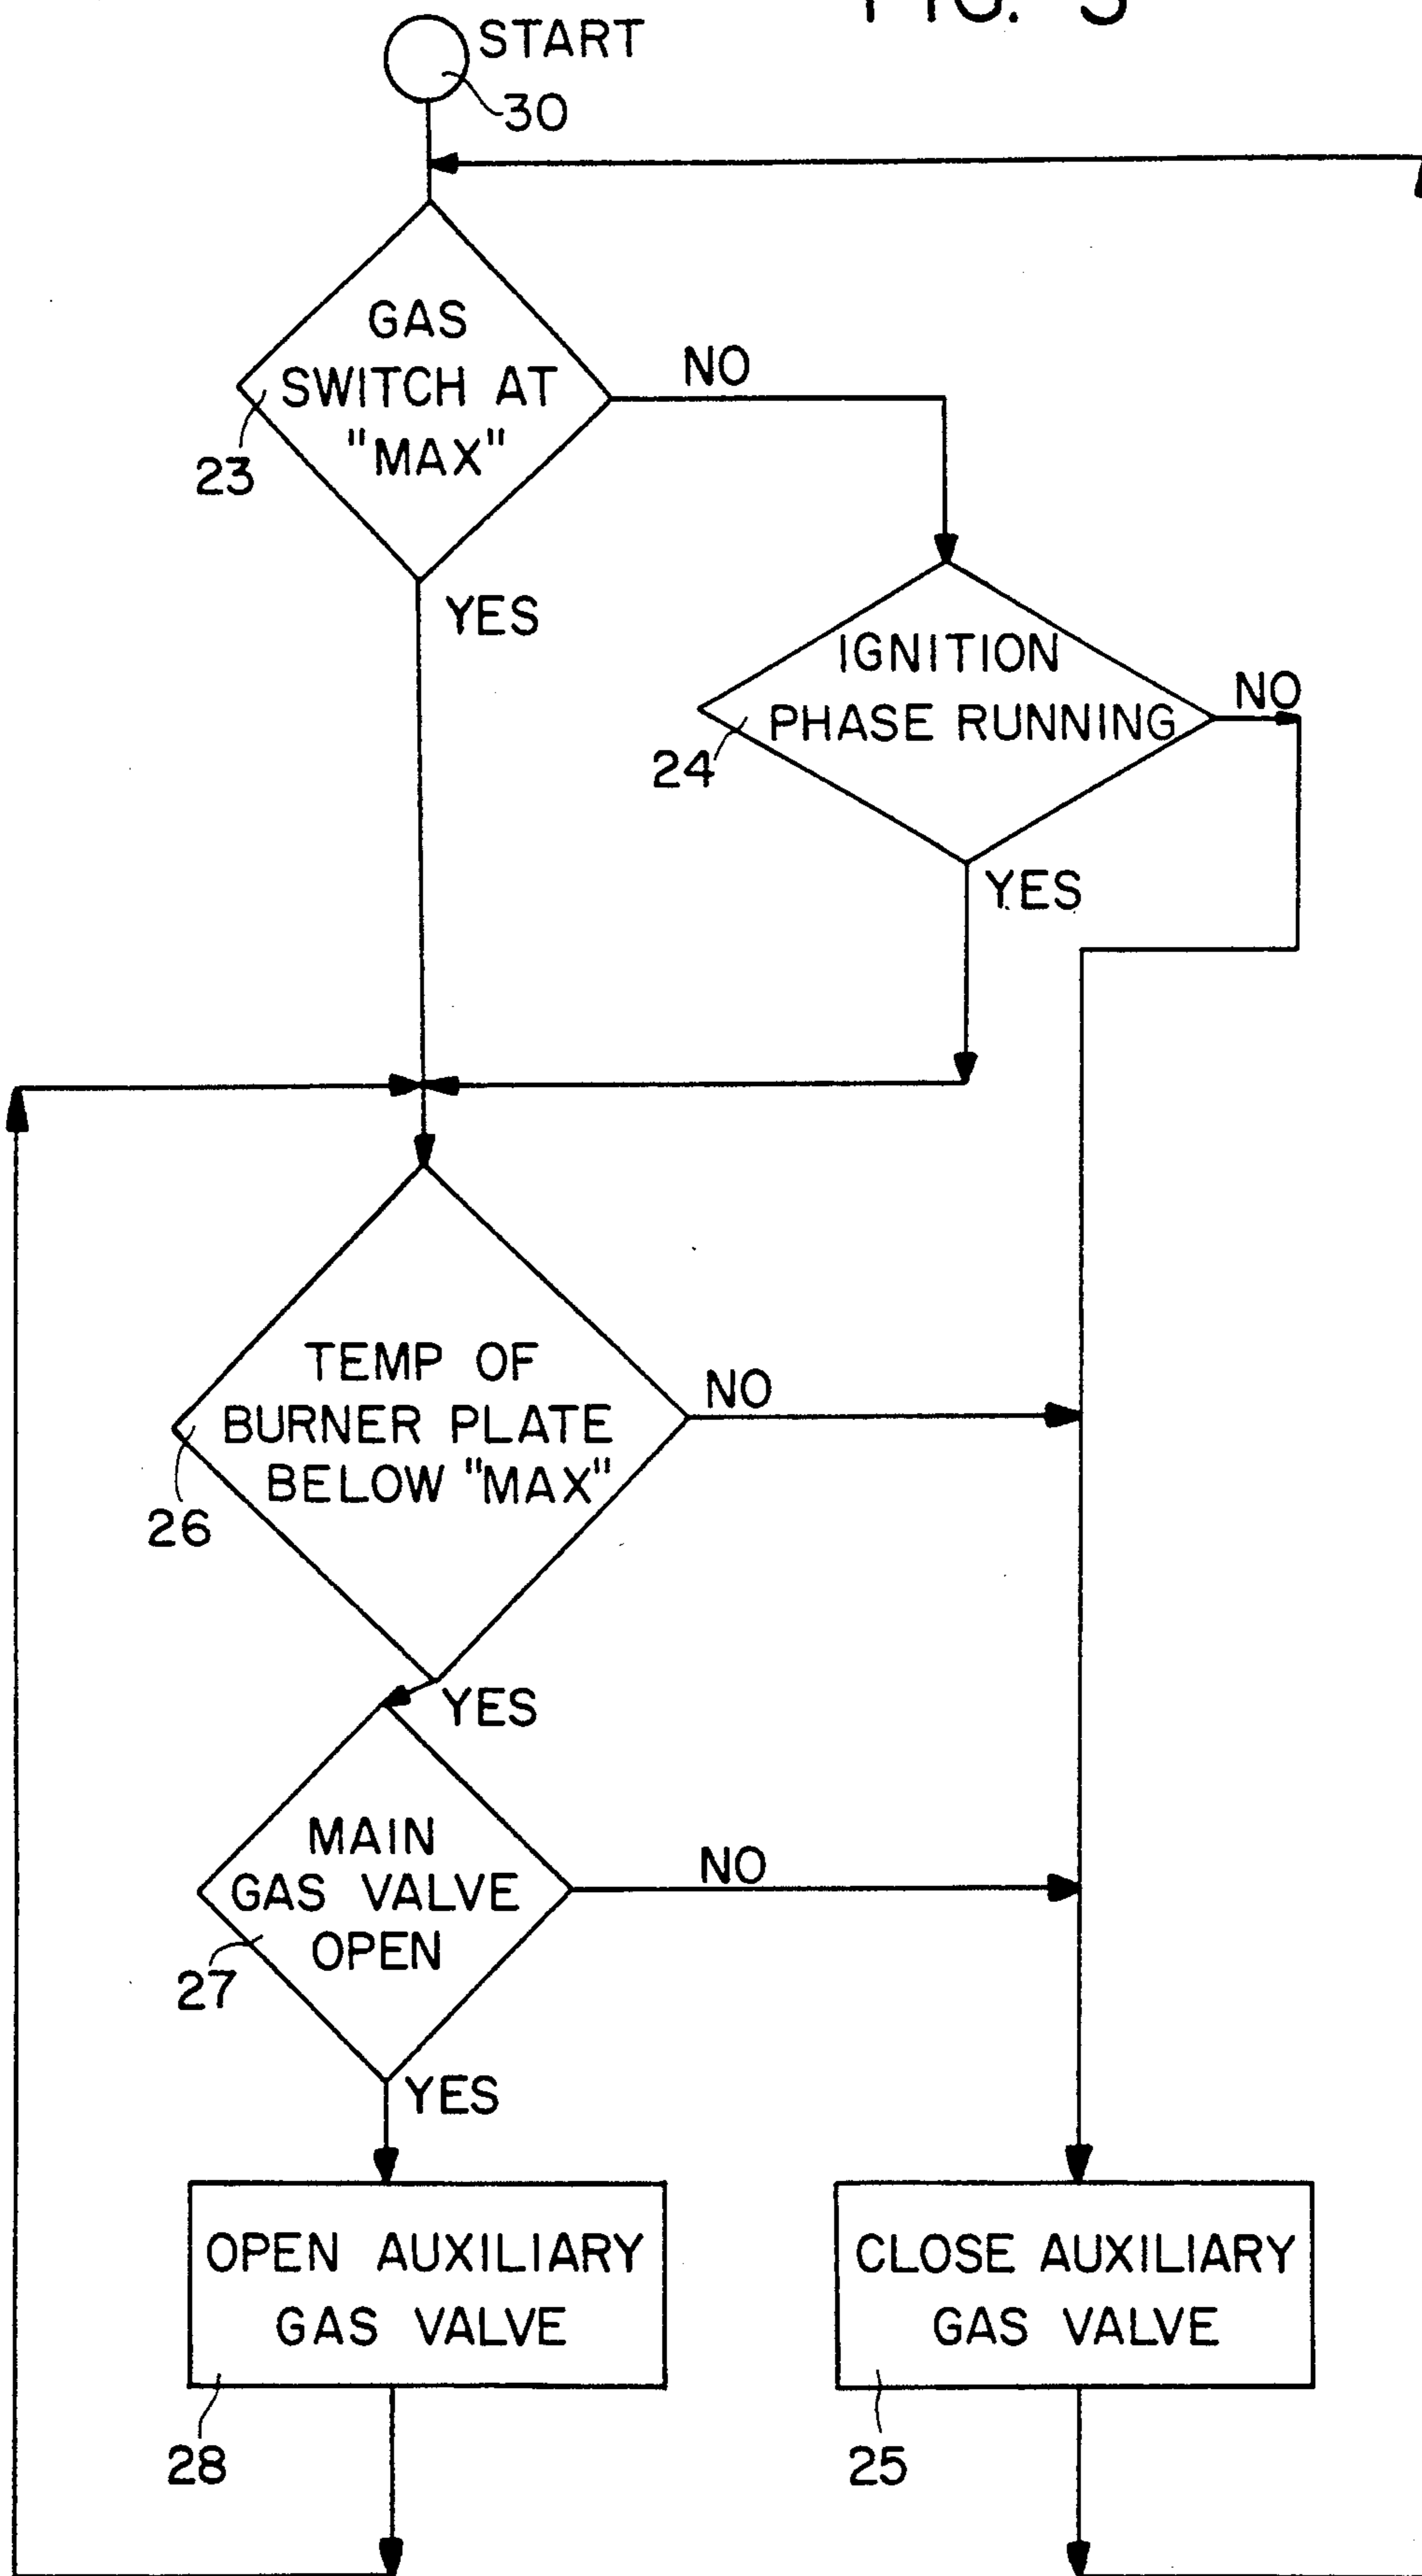 FIG. 3
START
30
GAS
SWITCH AT
"MAX"
NO
23
YES
IGNITION
PHASE RUNNING
NO
24
YES
TEMP OF
BURNER PLATE
BELOW "MAX"
NO
26
YES
MAIN
GAS VALVE
OPEN
NO
27
YES
OPEN AUXILIARY
GAS VALVE
28
CLOSE AUXILIARY
GAS VALVE
25